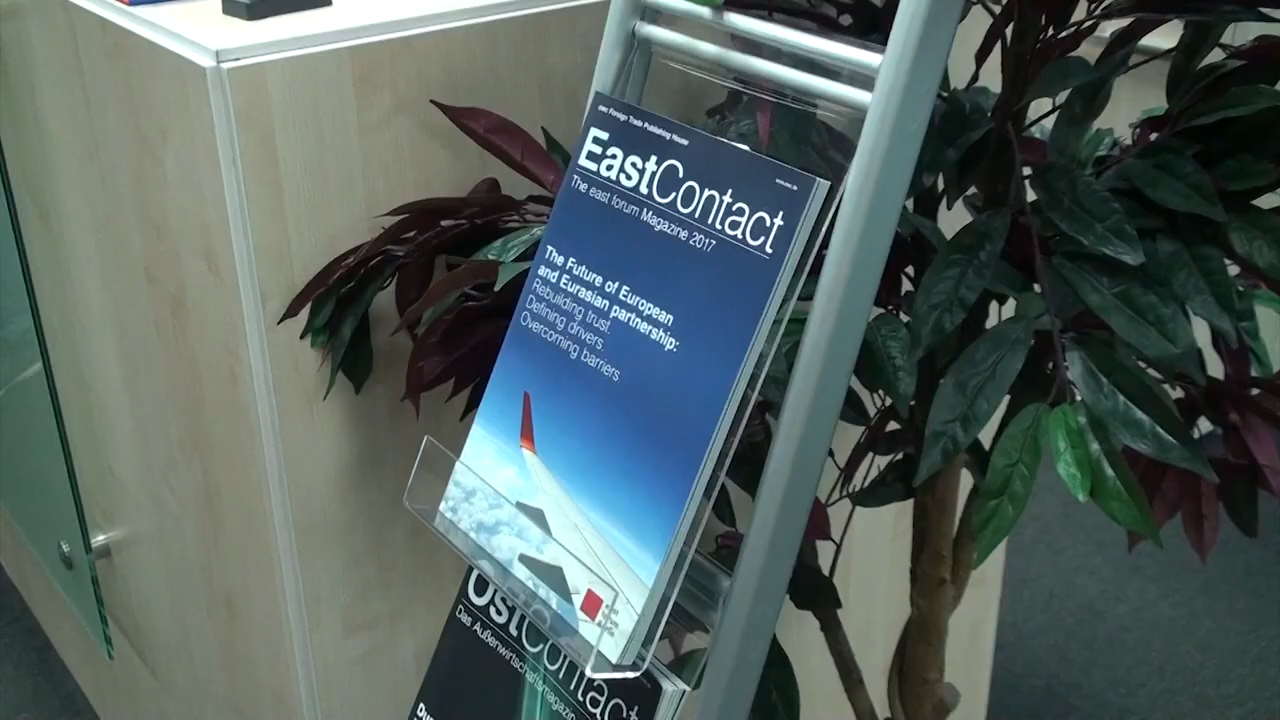 owc Foreign Trade Publishing House
EastContact
The east forum Magazine 2017
The Future of European
and Eurasian partnership:
Rebuilding trust.
Defining drivers.
Overcoming barriers
OstContact
Das Außenwirtschaftsmagazin